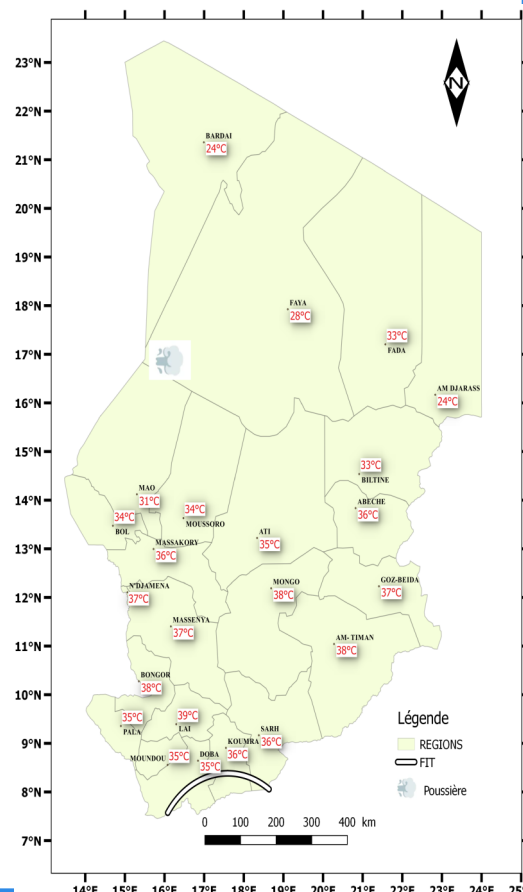 23°N
22°N
21°N
20°N
19°N
18°N
17°N
16°N
15°N
14°N
13°N
12°N
11°N
10°N
9°N
8°N
7°N
N
BARDAI
24°C
FAYA
28°C
33°C
FADA
AM DJARASS
24°C
33°C
BILTINE
MAO
31°C
34°C
BOL
34°C
MOUSSORO
ABECHE
36°C
ATI
35°C
MASSAKORY
36°C
N'DJAMENA
37°C
MONGO
38°C
GOZ-BEIDA
37°C
MASSENYA
37°C
AM- TIMAN
38°C
BONGOR
38°C
35°C
PALA
39°C
LAI
SARH
36°C
KOUMRA
36°C
MOUNDOU
35°C
DOBA
35°C
Légende
REGIONS
FIT
Poussière
0 100 200 300 400 km
14°E 15°E 16°E 17°E 18°E 19°E 20°E 21°E 22°E 23°E 24°E